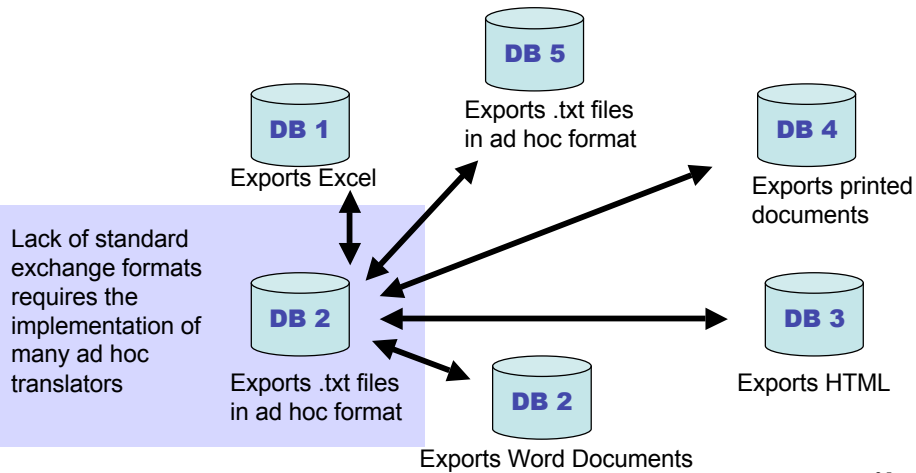 DB 5
Exports .txt files
in ad hoc format
DB 1
Exports Excel
DB 4
Exports printed
documents
Lack of standard
exchange formats
requires the
implementation of
many ad hoc
translators
DB 2
Exports .txt files
in ad hoc format
DB 3
Exports HTML
DB 2
Exports Word Documents